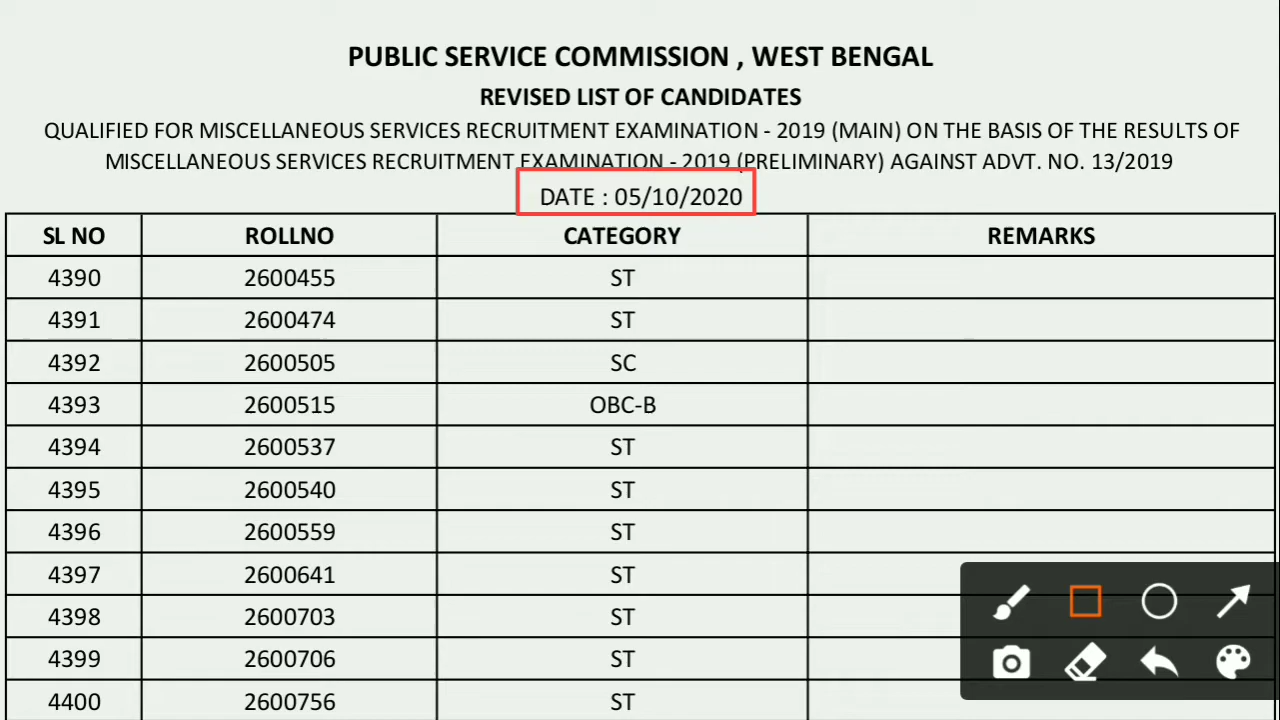 PUBLIC SERVICE COMMISSION , WEST BENGAL
REVISED LIST OF CANDIDATES
QUALIFIED FOR MISCELLANEOUS SERVICES RECRUITMENT EXAMINATION - 2019 (MAIN) ON THE BASIS OF THE RESULTS OF
MISCELLANEOUS SERVICES RECRUITMENT EXAMINATION - 2019 (PRELIMINARY) AGAINST ADVT. NO. 13/2019
DATE : 05/10/2020
SL NO ROLLNO CATEGORY REMARKS
4390 2600455 ST
4391 2600474 ST
4392 2600505 SC
4393 2600515 OBC-B
4394 2600537 ST
4395 2600540 ST
4396 2600559 ST
4397 2600641 ST
4398 2600703 ST
4399 2600706 ST
4400 2600756 ST